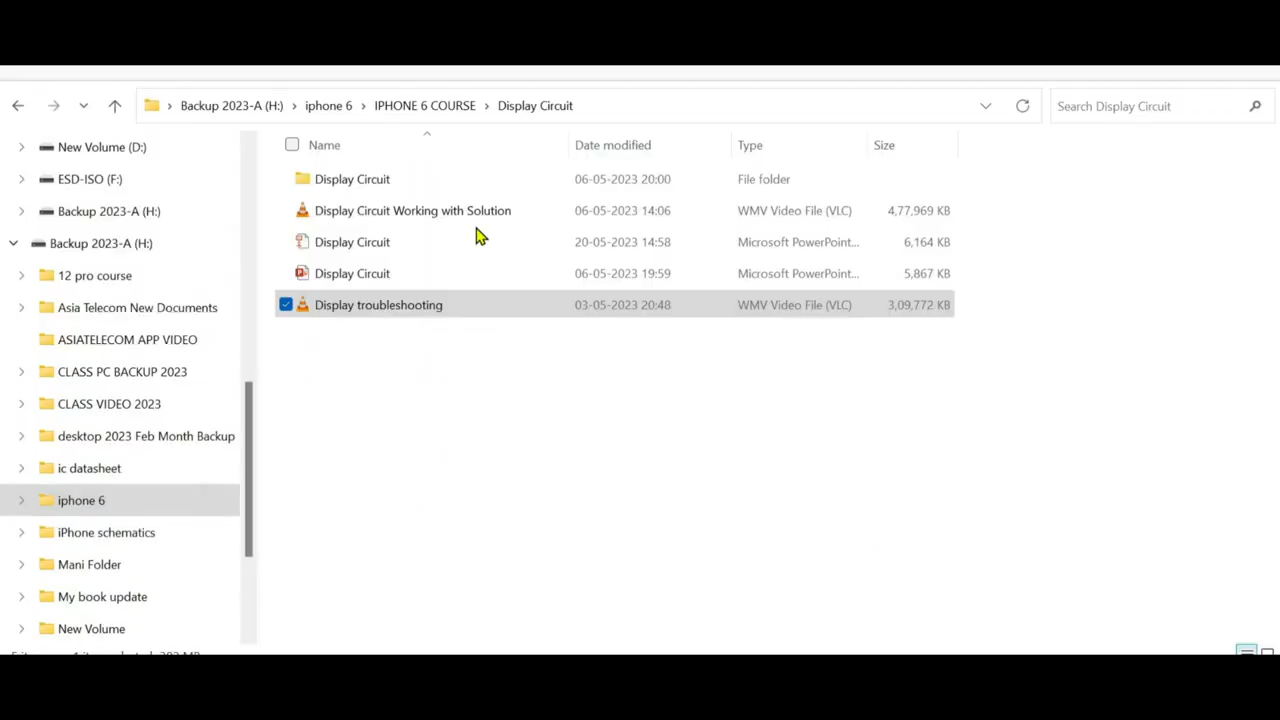 Backup 2023-A (H:) › iphone 6 › IPHONE 6 COURSE › Display Circuit
Search Display Circuit
New Volume (D:)
ESD-ISO (F:)
Backup 2023-A (H:)
Backup 2023-A (H:)
12 pro course
Asia Telecom New Documents
ASIATELECOM APP VIDEO
CLASS PC BACKUP 2023
CLASS VIDEO 2023
desktop 2023 Feb Month Backup
ic datasheet
iphone 6
iPhone schematics
Mani Folder
My book update
New Volume
Name Date modified Type Size
Display Circuit 06-05-2023 20:00 File folder
Display Circuit Working with Solution 06-05-2023 14:06 WMV Video File (VLC) 4,77,969 KB
Display Circuit 20-05-2023 14:58 Microsoft PowerPoint... 6,164 KB
Display Circuit 06-05-2023 19:59 Microsoft PowerPoint... 5,867 KB
Display troubleshooting 03-05-2023 20:48 WMV Video File (VLC) 3,09,772 KB